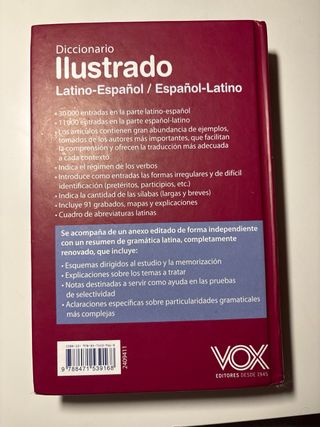 Diccionario
Ilustrado
Latino-Español / Español-Latino
• 30 000 entradas en la parte latino-español
• 11 000 entradas en la parte español-latino
• Los artículos contienen gran abundancia de ejemplos,
tomados de los autores más importantes, que facilitan
la comprensión y ofrecen la traducción más adecuada
a cada contexto
• Indica el régimen de los verbos
• Introduce como entradas las formas irregulares y de difícil
identificación (pretéritos, participios, etc.)
• Indica la cantidad de las sílabas (largas y breves)
• Incluye 91 grabados, mapas y explicaciones
• Cuadro de abreviaturas latinas
Se acompaña de un anexo editado de forma independiente
con un resumen de gramática latina, completamente
renovado, que incluye:
• Esquemas dirigidos al estudio y la memorización
• Explicaciones sobre los temas a tratar
• Notas destinadas a servir como ayuda en las pruebas
de selectividad
• Aclaraciones específicas sobre particularidades gramaticales
más complejas
9 788471 539168
2409411
VOX
EDITORES DESDE 1945